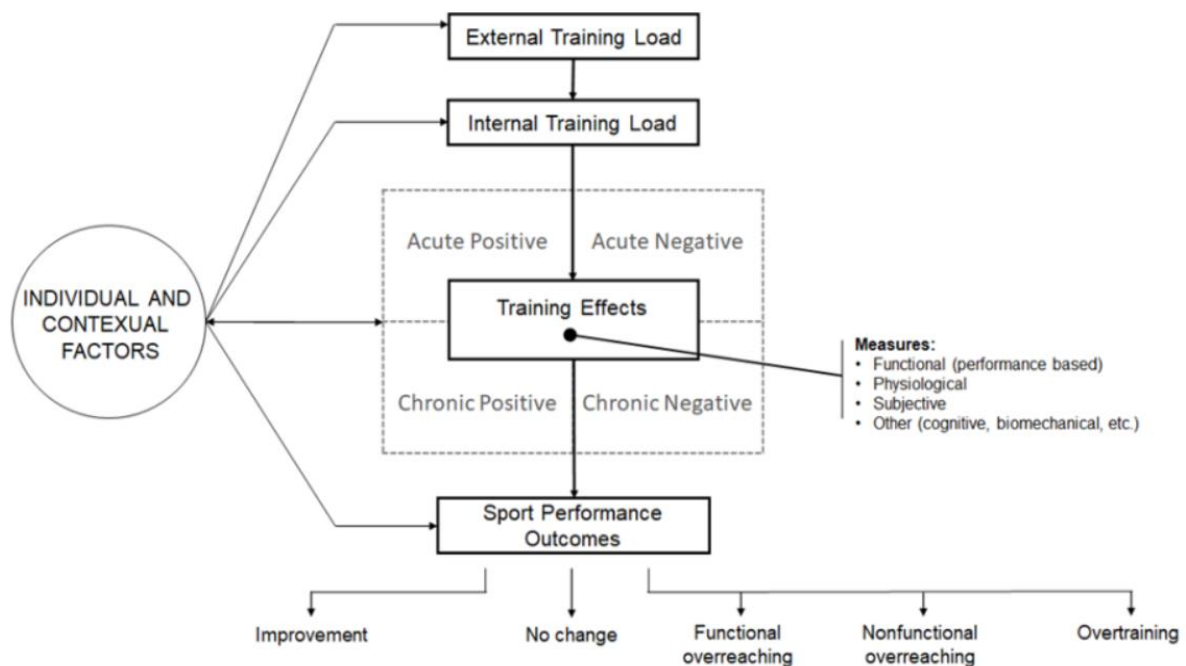 External Training Load
Internal Training Load
Acute Positive
Acute Negative
INDIVIDUAL AND
CONTEXUAL
FACTORS
Training Effects
Measures:
• Functional (performance based)
• Physiological
• Subjective
• Other (cognitive, biomechanical, etc.)
Chronic Positive
Chronic Negative
Sport Performance
Outcomes
Improvement
No change
Functional
overreaching
Nonfunctional
overreaching
Overtraining